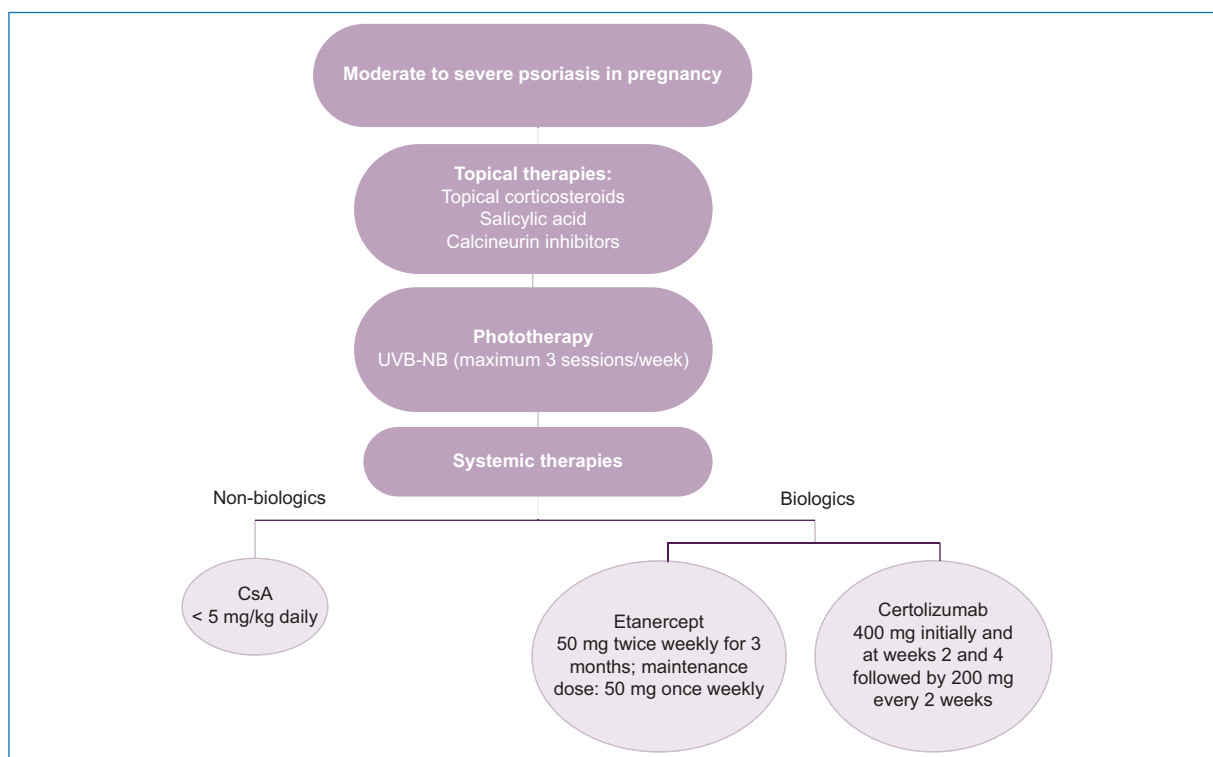 Moderate to severe psoriasis in pregnancy
Topical therapies:
Topical corticosteroids
Salicylic acid
Calcineurin inhibitors
Phototherapy
UVB-NB (maximum 3 sessions/week)
Systemic therapies
Non-biologics
Biologics
CsA
< 5 mg/kg daily
Etanercept
50 mg twice weekly for 3
months; maintenance
dose: 50 mg once weekly
Certolizumab
400 mg initially and
at weeks 2 and 4
followed by 200 mg
every 2 weeks